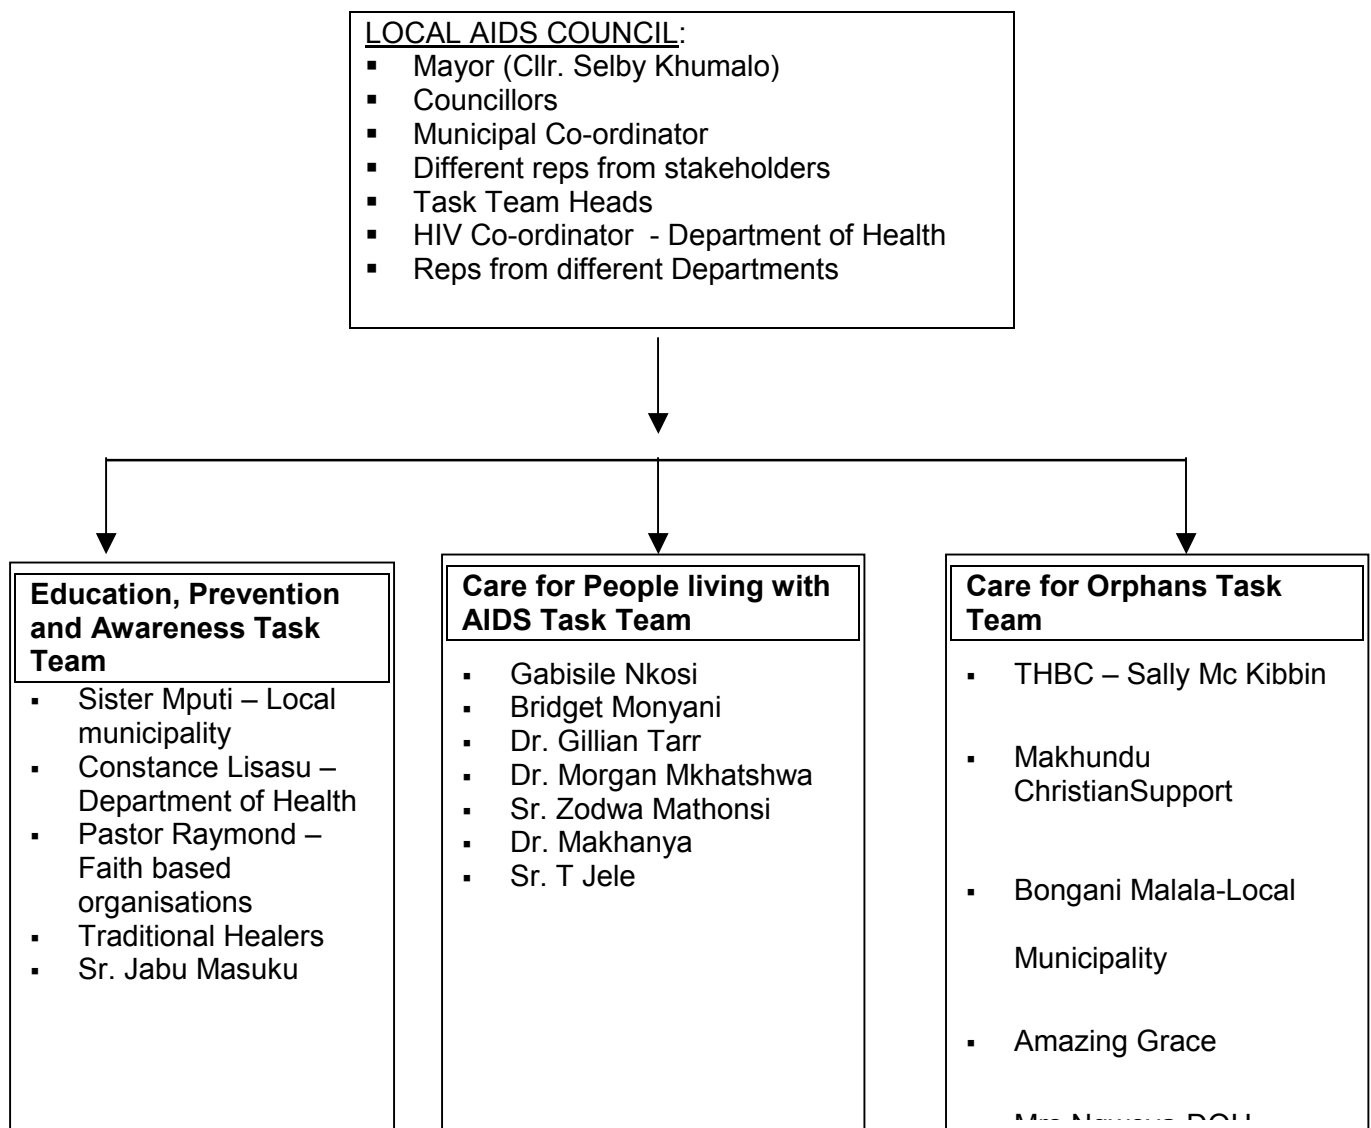 LOCAL AIDS COUNCIL:
▪ Mayor (Cllr. Selby Khumalo)
▪ Councillors
▪ Municipal Co-ordinator
▪ Different reps from stakeholders
▪ Task Team Heads
▪ HIV Co-ordinator  - Department of Health
▪ Reps from different Departments
Education, Prevention
and Awareness Task
Team
▪ Sister Mputi – Local
municipality
▪ Constance Lisasu –
Department of Health
▪ Pastor Raymond –
Faith based
organisations
▪ Traditional Healers
▪ Sr. Jabu Masuku
Care for People living with
AIDS Task Team
▪ Gabisile Nkosi
▪ Bridget Monyani
▪ Dr. Gillian Tarr
▪ Dr. Morgan Mkhatshwa
▪ Sr. Zodwa Mathonsi
▪ Dr. Makhanya
▪ Sr. T Jele
Care for Orphans Task
Team
▪ THBC – Sally Mc Kibbin
▪ Makhundu
ChristianSupport
▪ Bongani Malala-Local
Municipality
▪ Amazing Grace